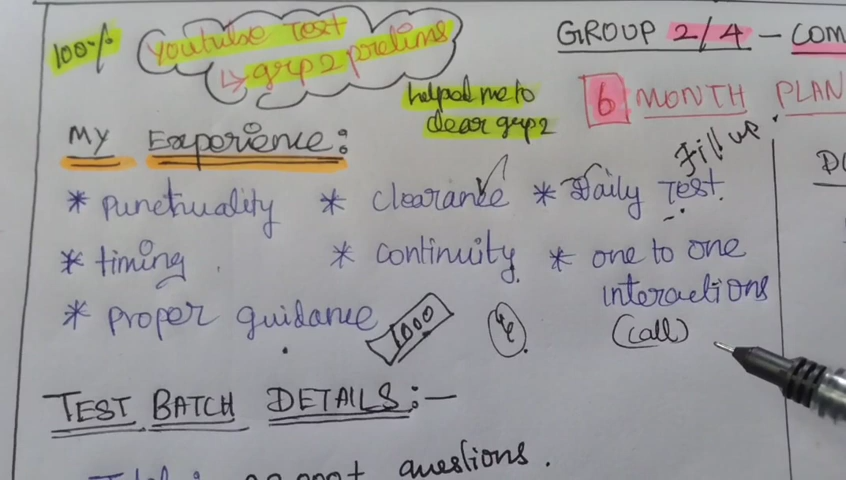 100%
Youtube Test
↳ grp 2 prelims
helped me to
clear grp 2
GROUP 2/4 - COM
6 MONTH PLAN
MY Experience:
* punctuality * clearance * Daily Test. Fill up.
* timing * continuity * one to one
interactions
* proper guidance 1000 (call)
TEST BATCH DETAILS:-
questions.